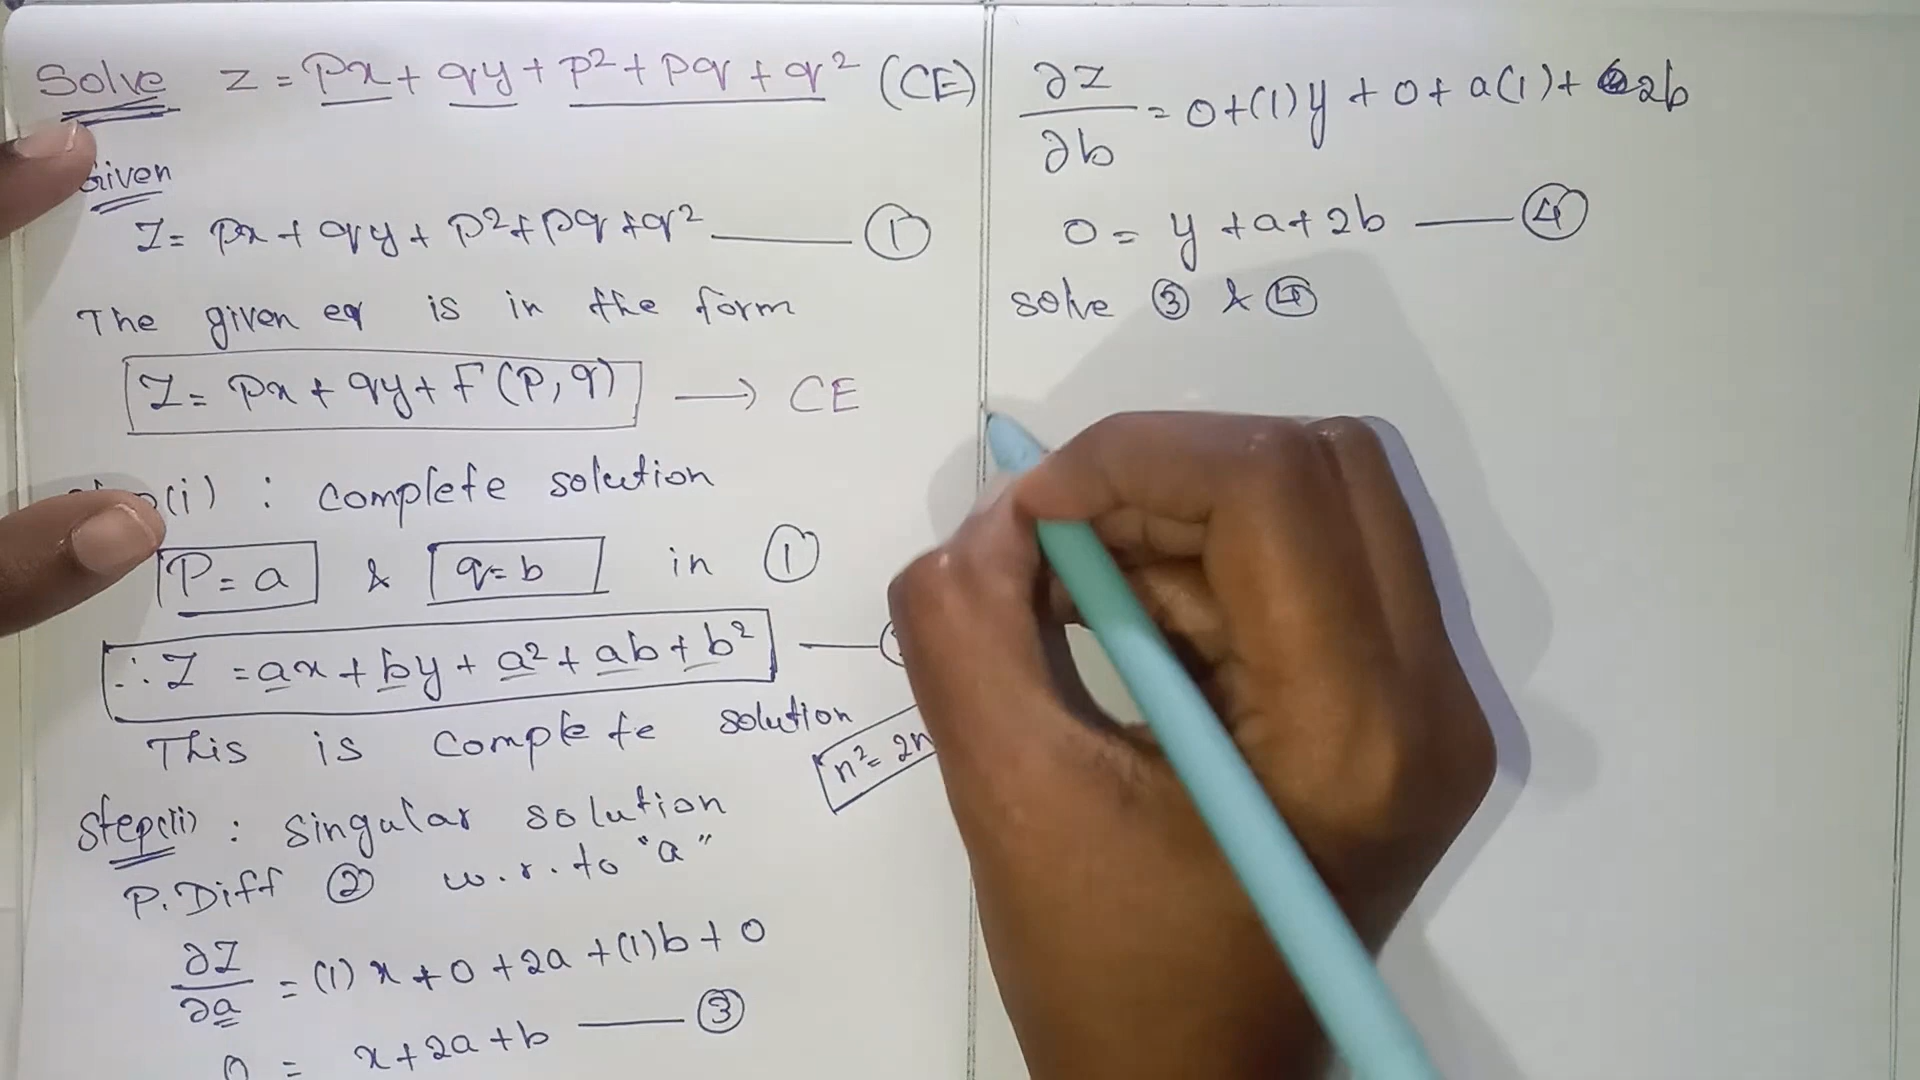 Solve z = px + qy + p² + pq + q² (CE)
Given
Z = px + qy + p² + pq + q² —— ①
The given eq is in the form
Z = px + qy + F(P, q) → CE
(i) : complete solution
P = a & q = b in ①
∴ Z = ax + by + a² + ab + b² ——
This is complete solution
n² = 2n
step(ii) : singular solution
P. Diff ② w.r.to "a"
∂Z/∂a = (1) x + 0 + 2a + (1)b + 0
0 = x + 2a + b —— ③
∂Z/∂b = 0 + (1)y + 0 + a(1) + 2b
0 = y + a + 2b —— ④
solve ③ & ④